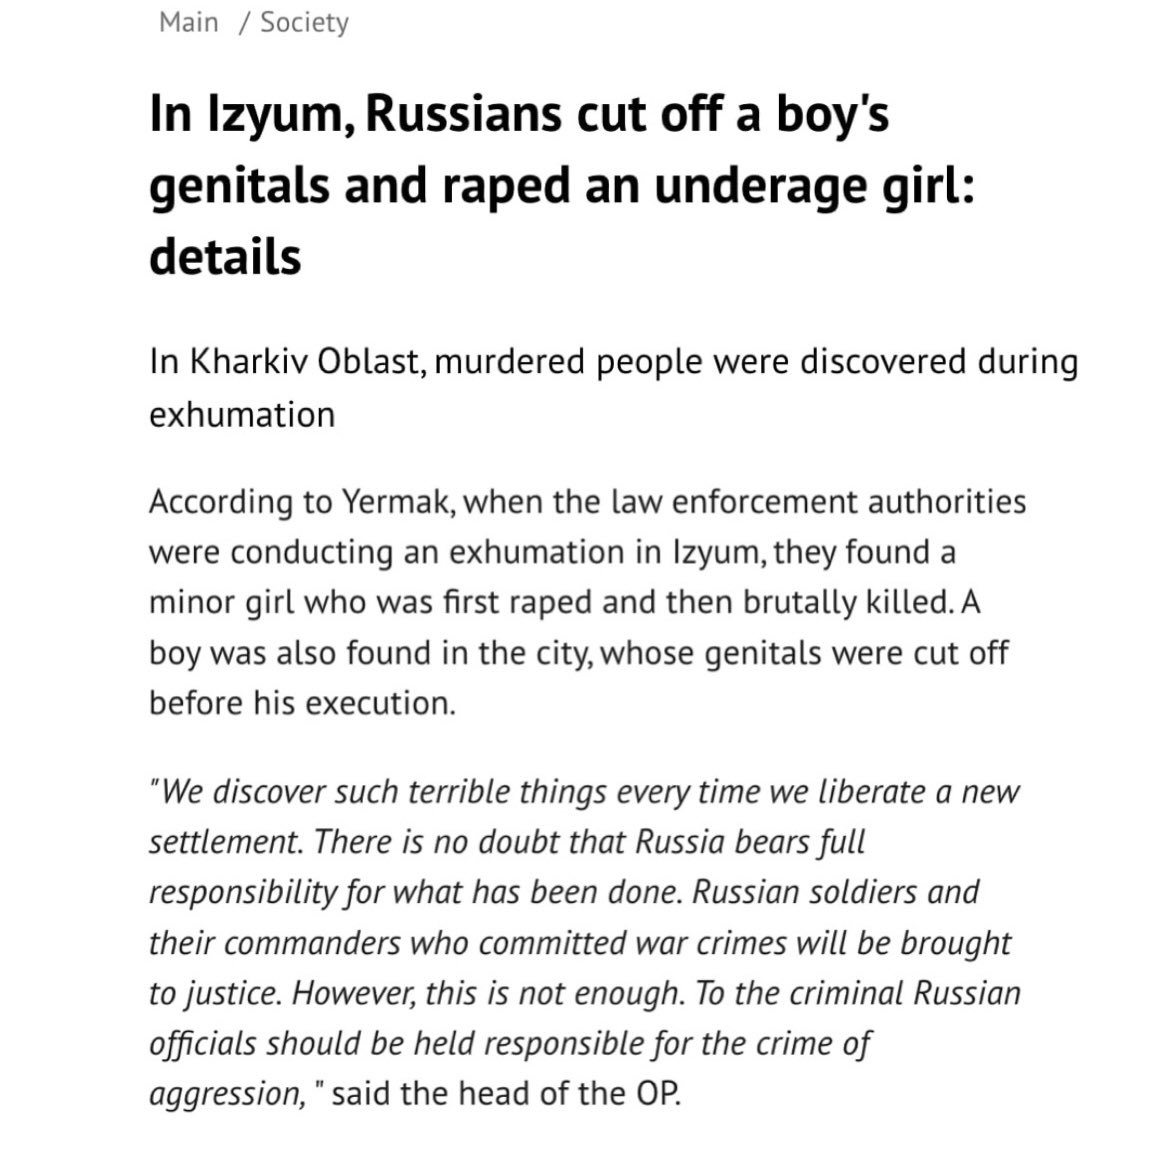 Main / Society
In Izyum, Russians cut off a boy's
genitals and raped an underage girl:
details
In Kharkiv Oblast, murdered people were discovered during
exhumation
According to Yermak, when the law enforcement authorities
were conducting an exhumation in Izyum, they found a
minor girl who was first raped and then brutally killed. A
boy was also found in the city, whose genitals were cut off
before his execution.
"We discover such terrible things every time we liberate a new
settlement. There is no doubt that Russia bears full
responsibility for what has been done. Russian soldiers and
their commanders who committed war crimes will be brought
to justice. However, this is not enough. To the criminal Russian
officials should be held responsible for the crime of
aggression, " said the head of the OP.